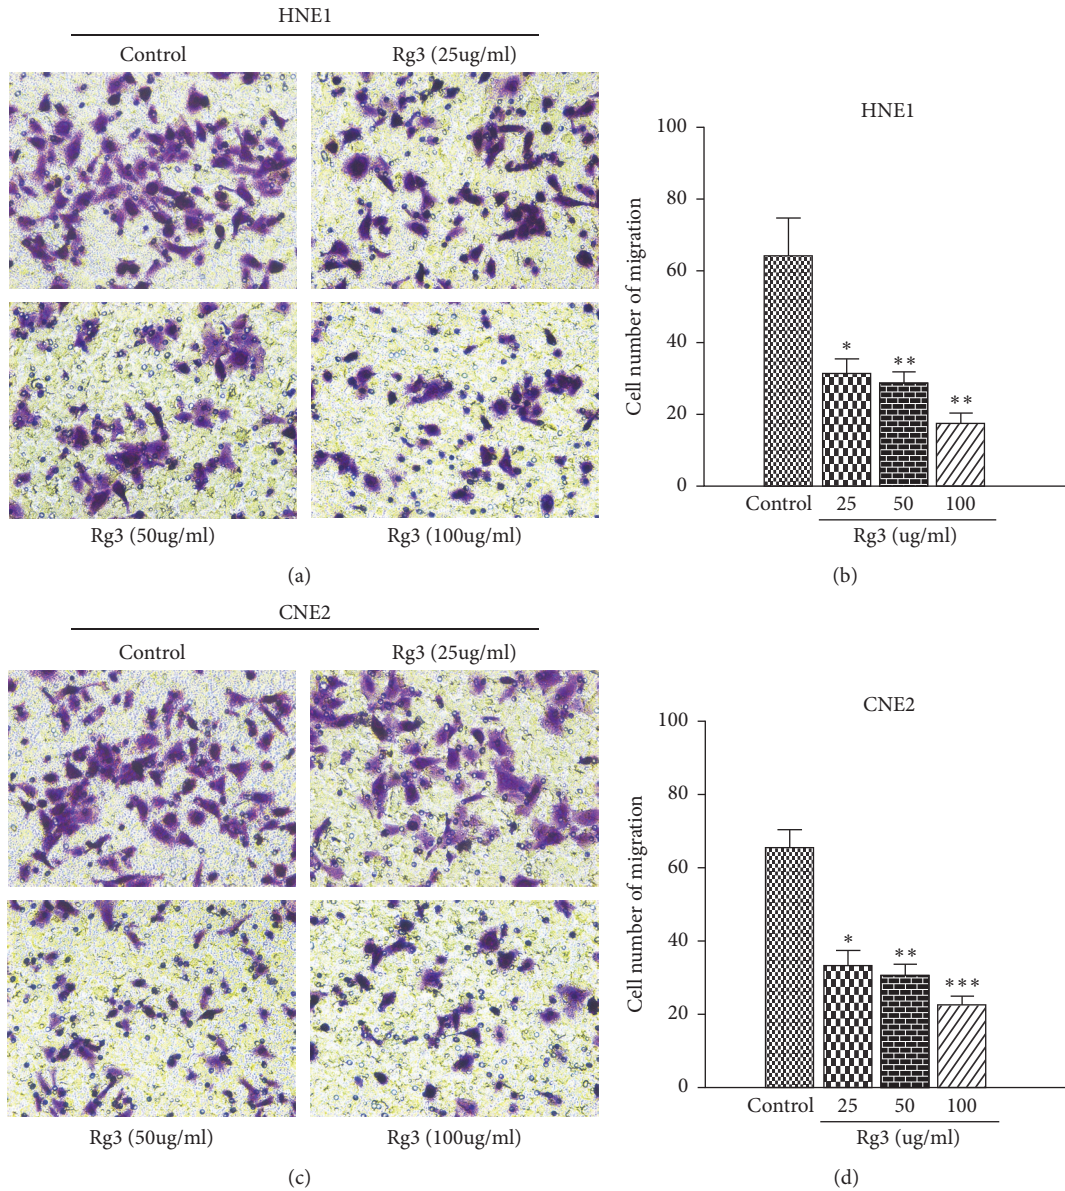 HNE1
Control Rg3 (25ug/ml)
Rg3 (50ug/ml) Rg3 (100ug/ml)
(a)
HNE1
Cell number of migration
100
80
60
40
20
0
*
**
**
Control 25 50 100
Rg3 (ug/ml)
(b)
CNE2
Control Rg3 (25ug/ml)
Rg3 (50ug/ml) Rg3 (100ug/ml)
(c)
CNE2
Cell number of migration
100
80
60
40
20
0
*
**
***
Control 25 50 100
Rg3 (ug/ml)
(d)